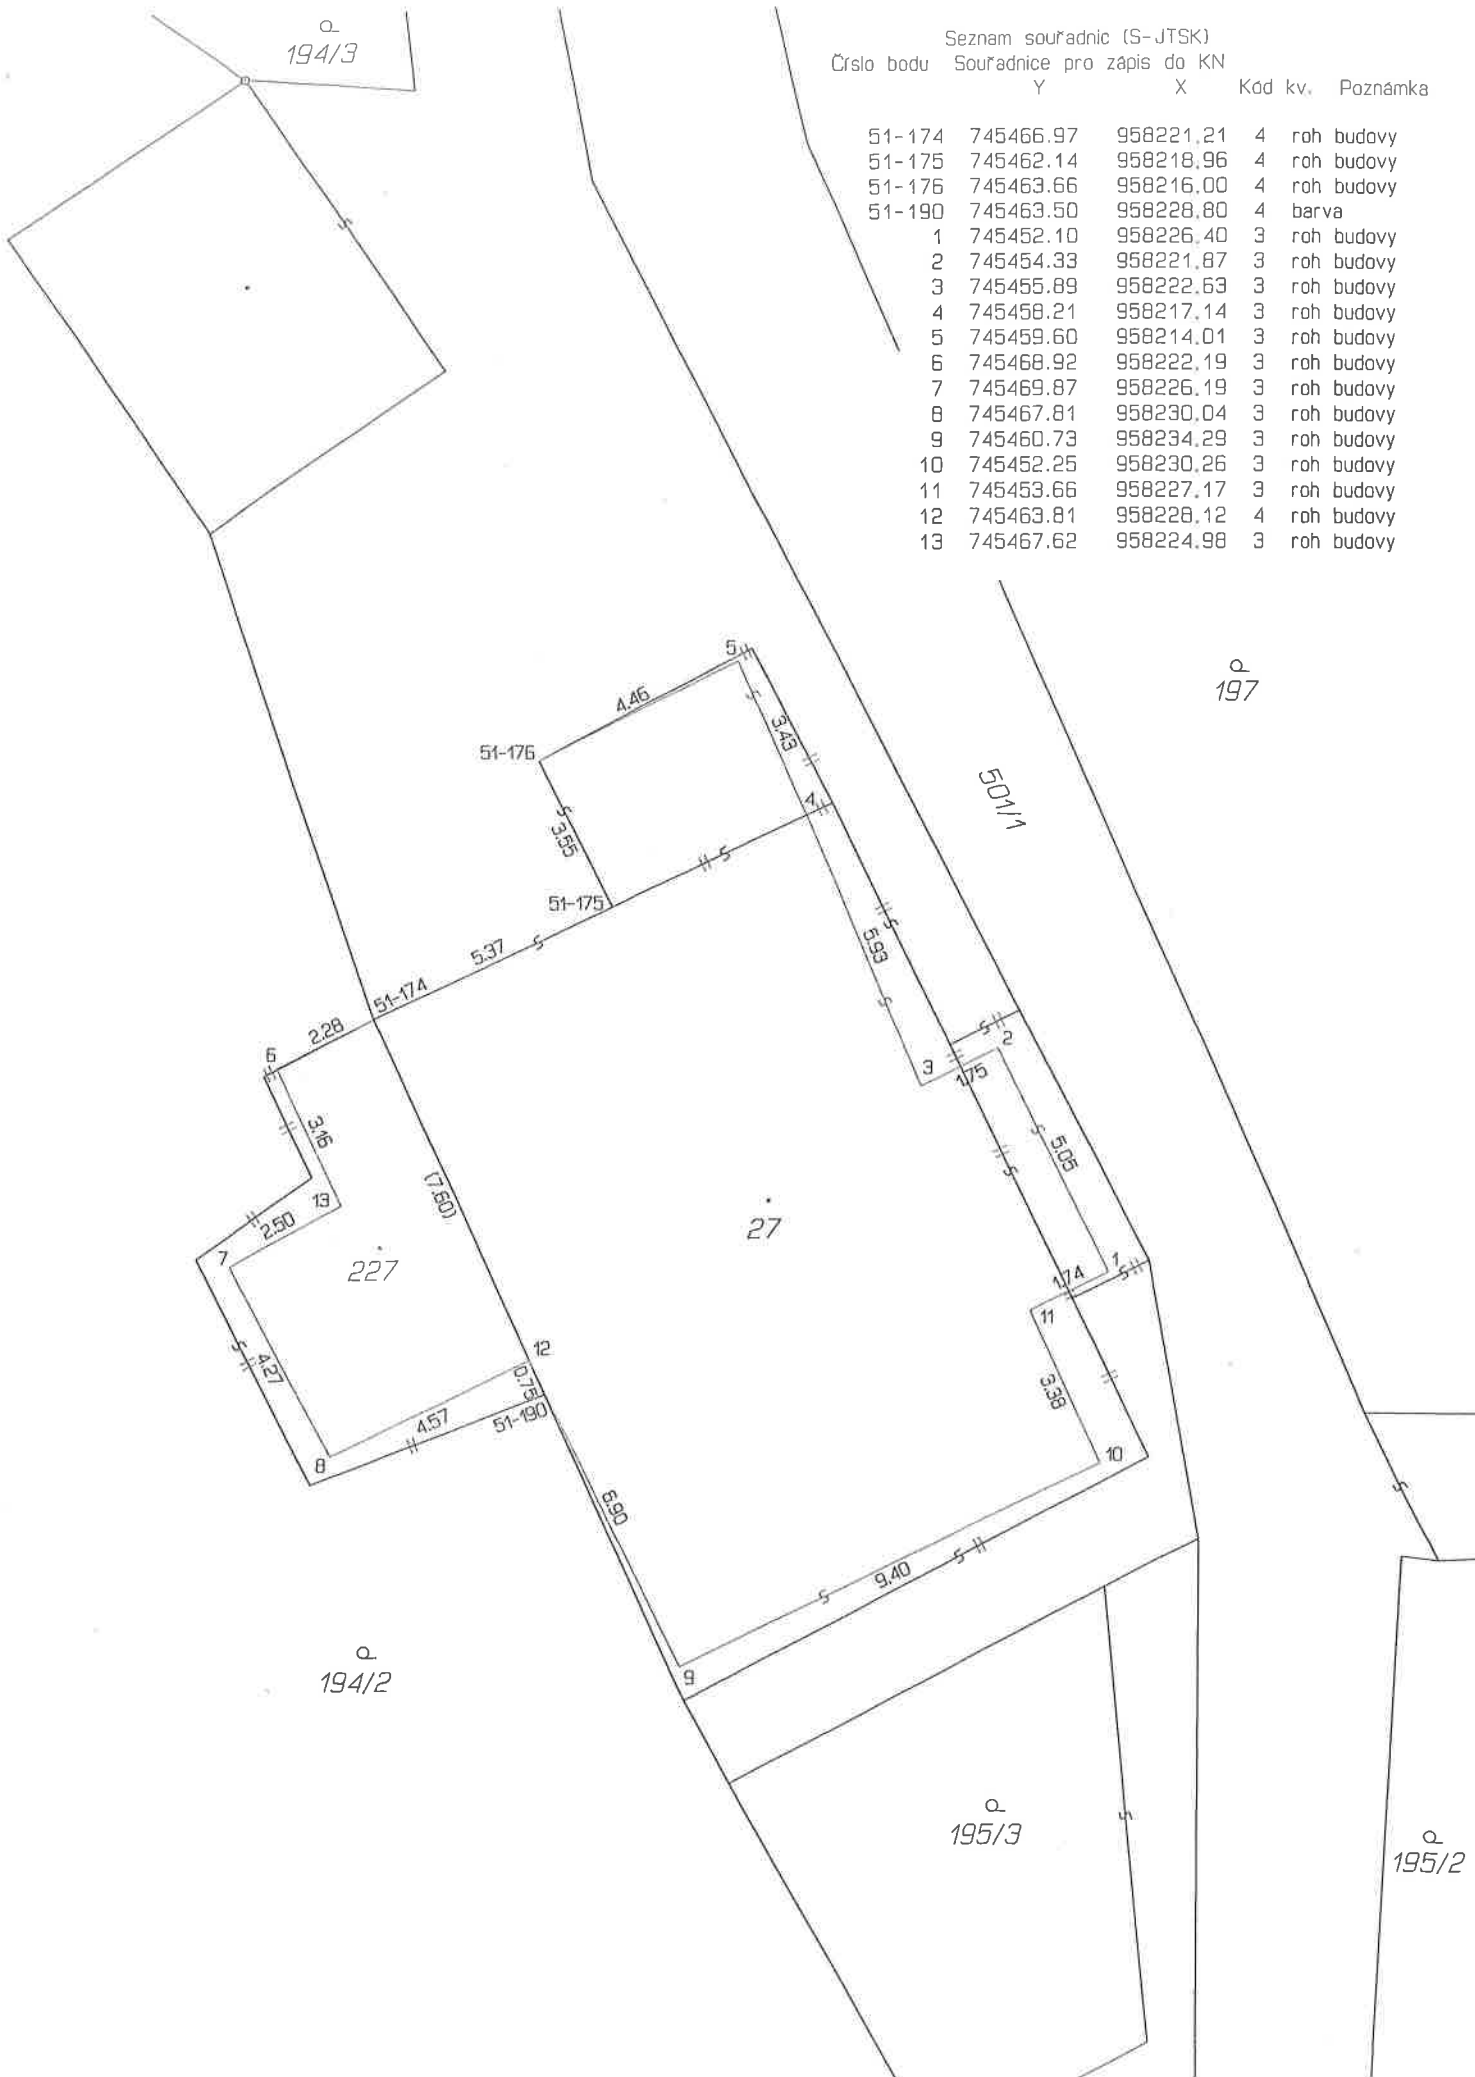 Seznam souřadnic (S-JTSK)
Číslo bodu Souřadnice pro zápis do KN
Y X Kód kv. Poznámka
51-174 745466.97 958221.21 4 roh budovy
51-175 745462.14 958218.96 4 roh budovy
51-176 745463.66 958216.00 4 roh budovy
51-190 745463.50 958228.80 4 barva
1 745452.10 958226.40 3 roh budovy
2 745454.33 958221.87 3 roh budovy
3 745455.89 958222.63 3 roh budovy
4 745458.21 958217.14 3 roh budovy
5 745459.60 958214.01 3 roh budovy
6 745468.92 958222.19 3 roh budovy
7 745469.87 958226.19 3 roh budovy
8 745467.81 958230.04 3 roh budovy
9 745460.73 958234.29 3 roh budovy
10 745452.25 958230.26 3 roh budovy
11 745453.66 958227.17 3 roh budovy
12 745463.81 958228.12 4 roh budovy
13 745467.62 958224.98 3 roh budovy
194/3
5
197
4.46
3.43
51-176
501/1
4
3.55
51-175
5.37
5.93
51-174
2.28
6
2
3
1.75
3.16
5.05
13
(7.60)
2.50
7
27
227
1
1.74
11
12
4.27
0.75
3.38
51-190
4.57
8
10
6.90
9.40
9
194/2
195/3
195/2